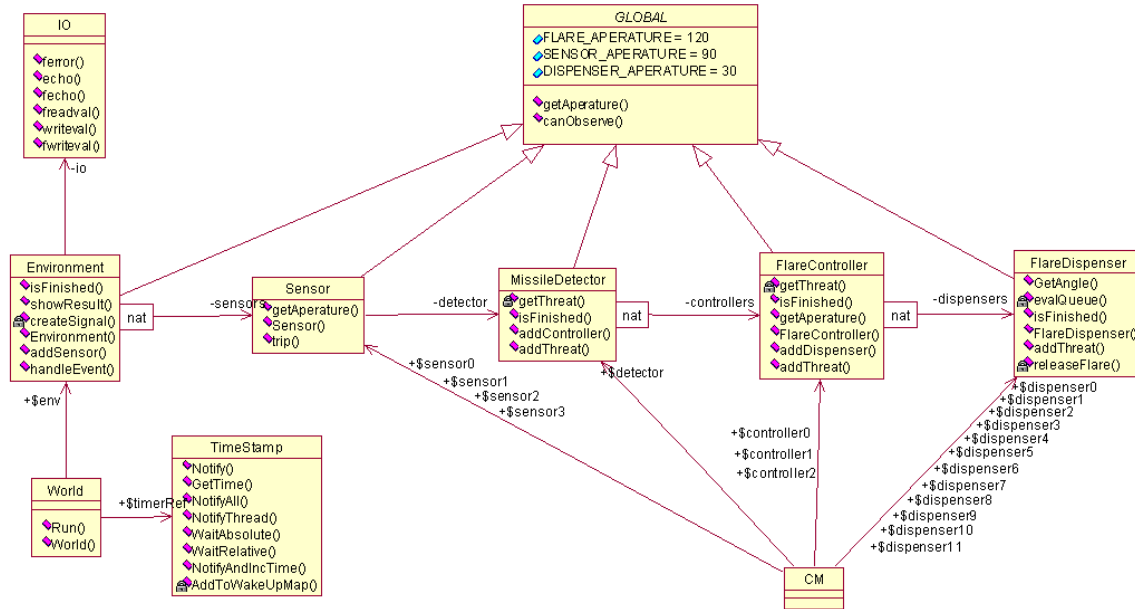 IO
ferror()
echo()
fecho()
freadval()
writeval()
fwriteval()
GLOBAL
FLARE_APERATURE = 120
SENSOR_APERATURE = 90
DISPENSER_APERATURE = 30
getAperature()
canObserve()
-io
Environment
isFinished()
showResult()
createSignal()
Environment()
addSensor()
handleEvent()
nat
-sensors
Sensor
getAperature()
Sensor()
trip()
-detector
MissileDetector
getThreat()
isFinished()
addController()
addThreat()
nat
-controllers
FlareController
getThreat()
isFinished()
getAperature()
FlareController()
addDispenser()
addThreat()
nat
-dispensers
FlareDispenser
GetAngle()
evalQueue()
isFinished()
FlareDispenser()
addThreat()
releaseFlare()
+$env
+$sensor0
+$sensor1
+$sensor2
+$sensor3
+$detector
+$controller0
+$controller1
+$controller2
+$dispenser0
+$dispenser1
+$dispenser2
+$dispenser3
+$dispenser4
+$dispenser5
+$dispenser6
+$dispenser7
+$dispenser8
+$dispenser9
+$dispenser10
+$dispenser11
World
Run()
World()
+$timerRef
TimeStamp
Notify()
GetTime()
NotifyAll()
NotifyThread()
WaitAbsolute()
WaitRelative()
NotifyAndIncTime()
AddToWakeUpMap()
CM